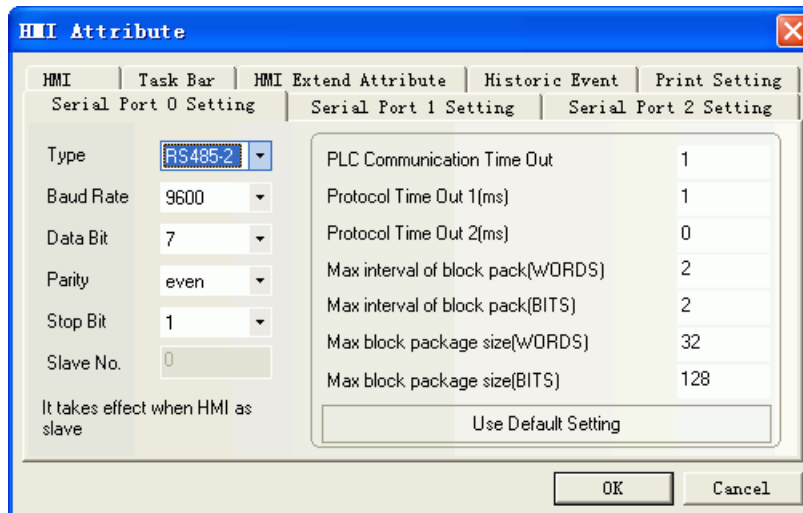 HMI Attribute
HMI Task Bar HMI Extend Attribute Historic Event Print Setting
Serial Port 0 Setting Serial Port 1 Setting Serial Port 2 Setting
Type RS485-2
Baud Rate 9600
Data Bit 7
Parity even
Stop Bit 1
Slave No. 0
It takes effect when HMI as
slave
PLC Communication Time Out 1
Protocol Time Out 1(ms) 1
Protocol Time Out 2(ms) 0
Max interval of block pack(WORDS) 2
Max interval of block pack(BITS) 2
Max block package size(WORDS) 32
Max block package size(BITS) 128
Use Default Setting
OK Cancel